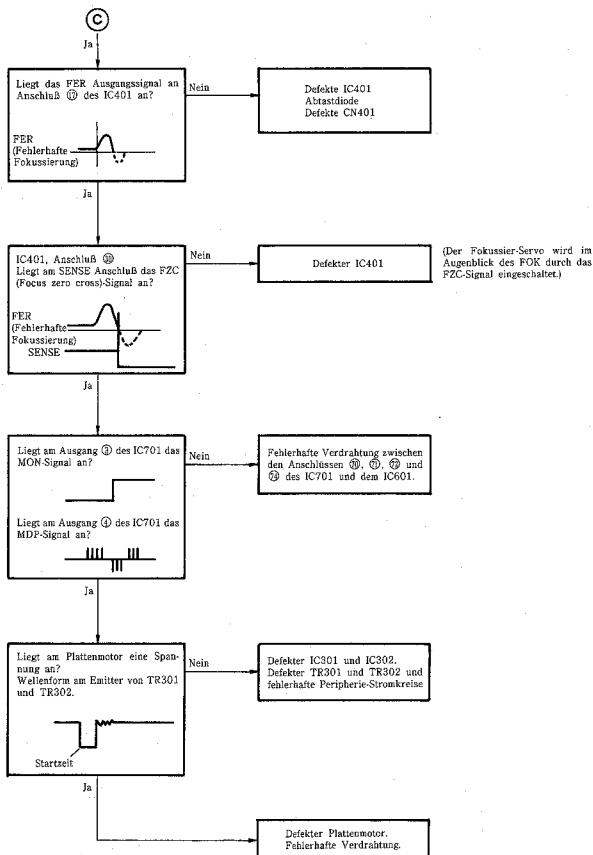 C
Ja
Liegt das FER Ausgangssignal an
Anschluß ⑰ des IC401 an?
FER
(Fehlerhafte
Fokussierung)
Nein
Defekte IC401
Abtastdiode
Defekte CN401
Ja
IC401, Anschluß
Liegt am SENSE Anschluß das FZC
(Focus zero cross)-Signal an?
FER
(Fehlerhafte
Fokussierung)
SENSE
Nein
Defekter IC401
(Der Fokussier-Servo wird im
Augenblick des FOK durch das
FZC-Signal eingeschaltet.)
Ja
Liegt am Ausgang ③ des IC701 das
MON-Signal an?
Liegt am Ausgang ④ des IC701 das
MDP-Signal an?
Nein
Fehlerhafte Verdrahtung zwischen
den Anschlüssen und
des IC701 und dem IC601.
Ja
Liegt am Plattenmotor eine Span-
nung an?
Wellenform am Emitter von TR301
und TR302.
Startzeit
Nein
Defekter IC301 und IC302.
Defekter TR301 und TR302 und
fehlerhafte Peripherie-Stromkreise
Ja
Defekter Plattenmotor.
Fehlerhafte Verdrahtung.